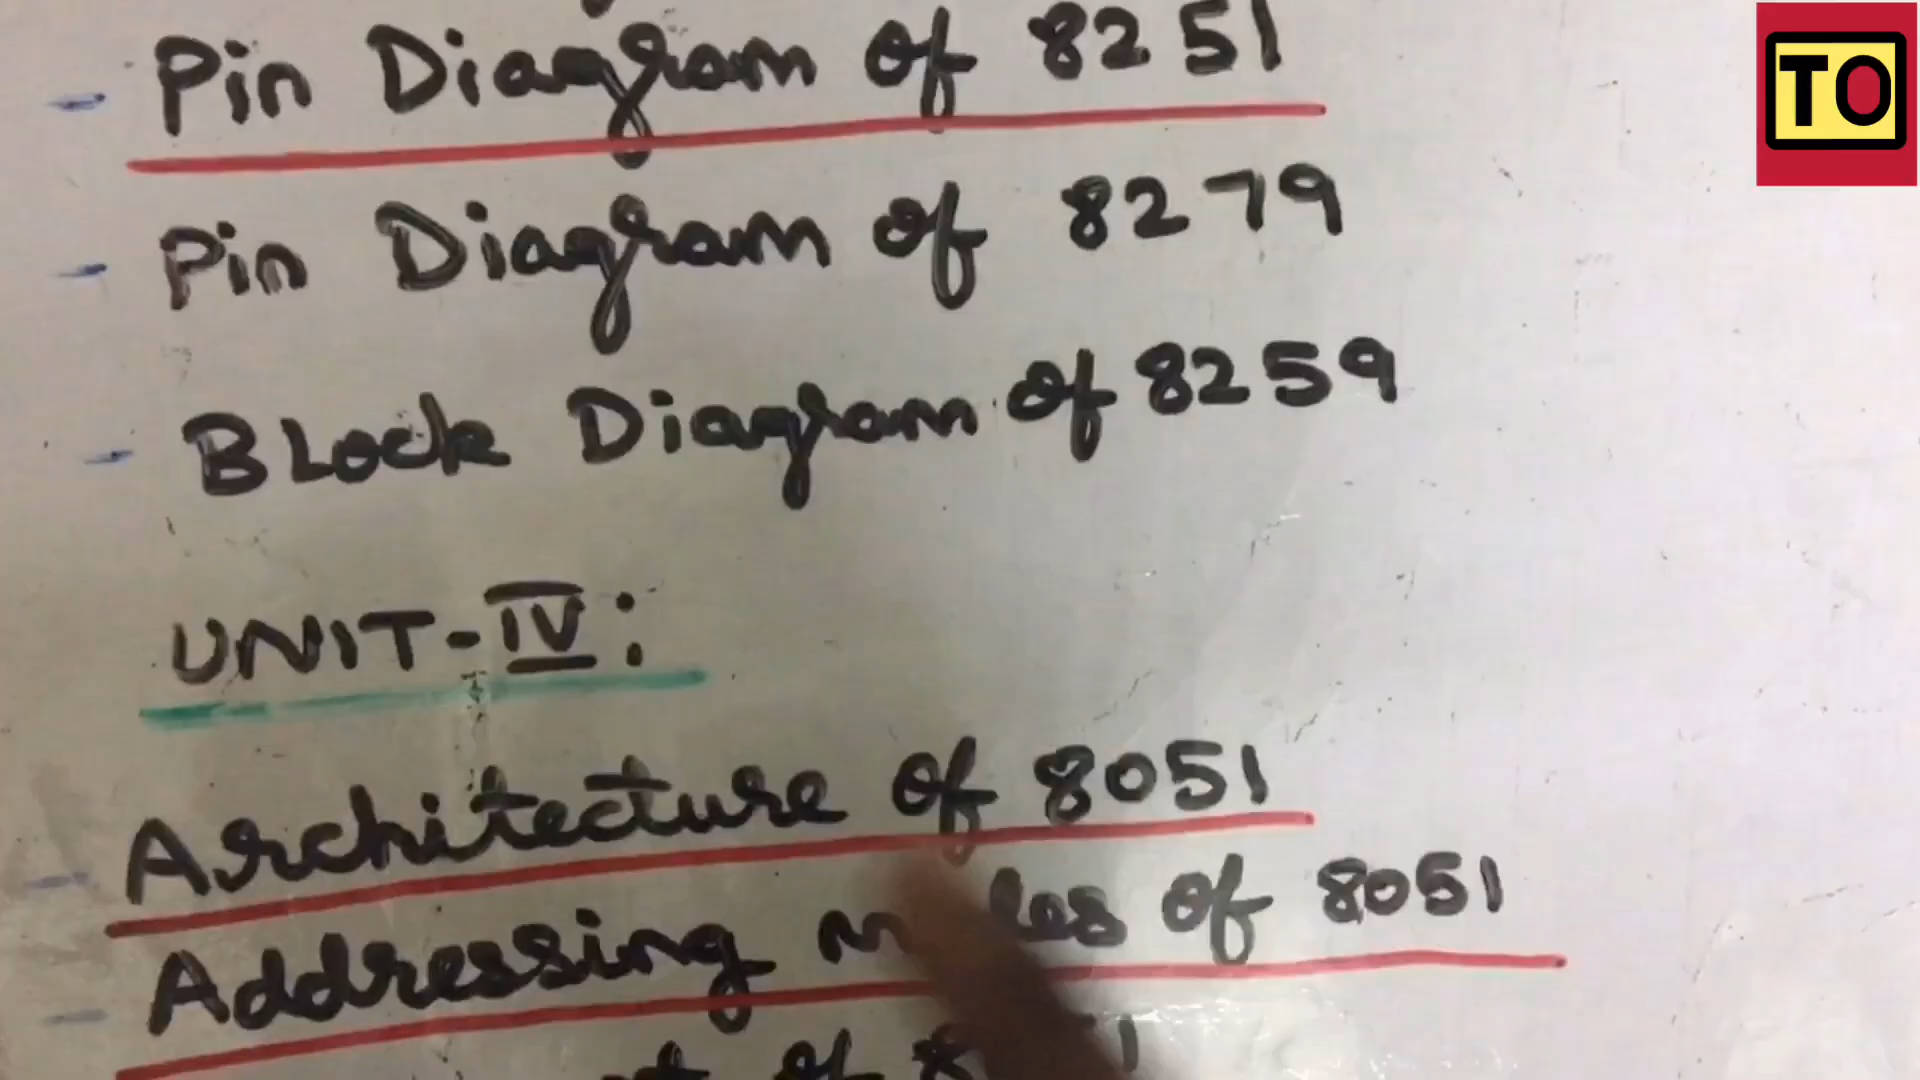 - Pin Diagram of 8251
TO
- Pin Diagram of 8279
- Block Diagram of 8259
UNIT-IV:
- Architecture of 8051
- Addressing of 8051
of